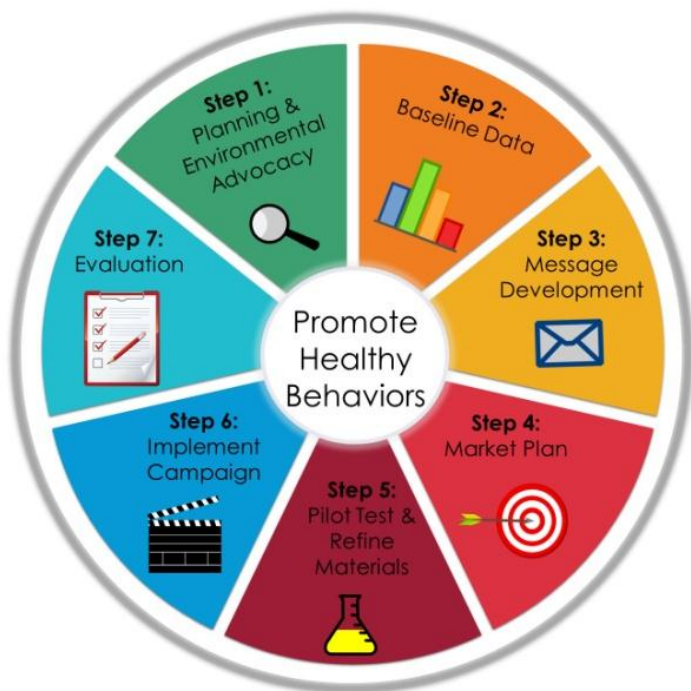 Step 1:
Planning &
Environmental
Advocacy
Step 2:
Baseline Data
Step 3:
Message
Development
Step 4:
Market Plan
Step 5:
Pilot Test &
Refine
Materials
Step 6:
Implement
Campaign
Step 7:
Evaluation
Promote
Healthy
Behaviors